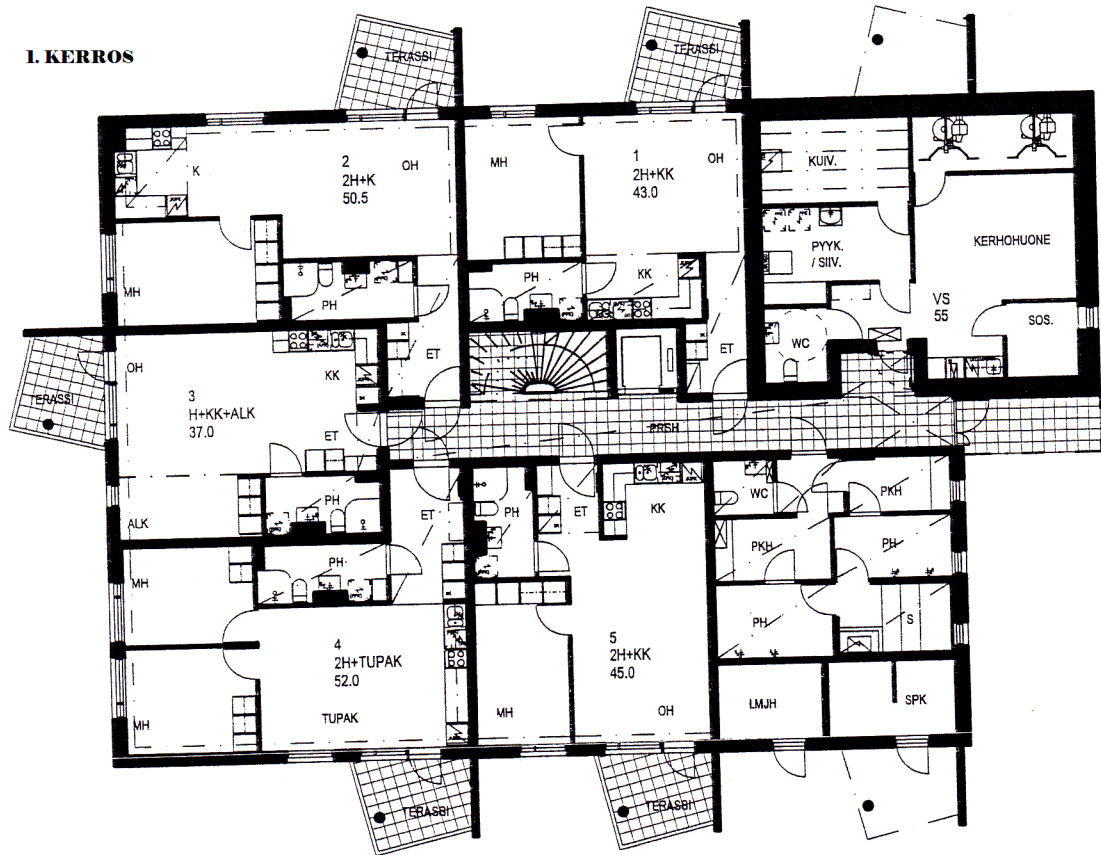 1. KERROS
TERASSI
TERASSI
2
2H+K
50.5
K
OH
MH
PH
ET
1
2H+KK
43.0
MH
OH
PH
KK
ET
KUIV.
PYYK.
/ SIIV.
WC
KERHOHUONE
VS
55
SOS.
TERASSI
OH
3
H+KK+ALK
37.0
KK
ET
ALK
PH
PRSH
MH
PH
ET
4
2H+TUPAK
52.0
MH
TUPAK
PH
ET
KK
5
2H+KK
45.0
MH
OH
WC
PKH
PKH
PH
PH
S
LMJH
SPK
TERASSI
TERASSI